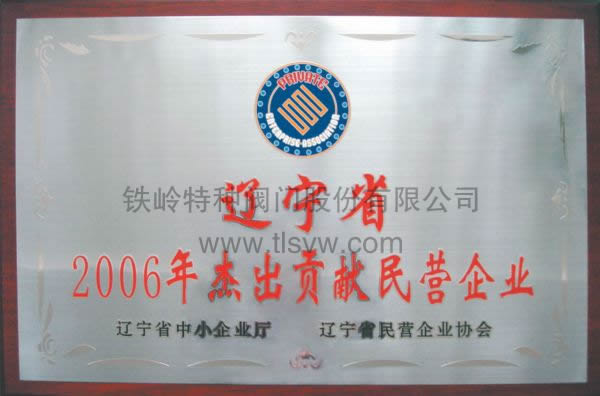 PRIVATE
ENTERPRISE ASSOCIATION
辽宁省
铁岭特种阀门股份有限公司
www.tlsvw.com
2006年杰出贡献民营企业
辽宁省中小企业厅 辽宁省民营企业协会